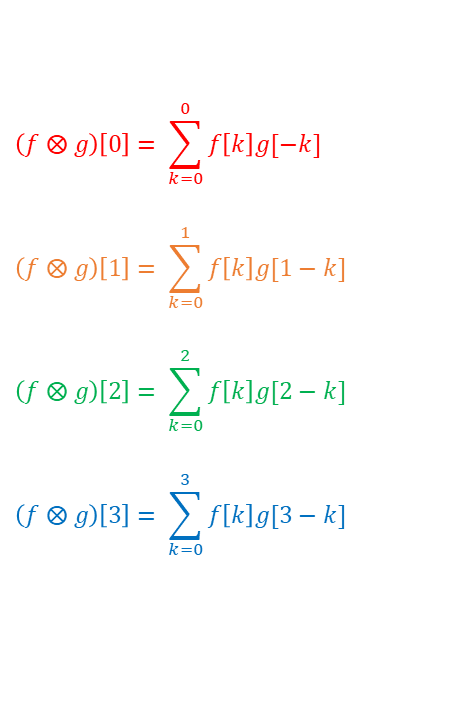 (f ⊗ g)[0] = ∑_{k=0}^{0} f[k]g[−k]
(f ⊗ g)[1] = ∑_{k=0}^{1} f[k]g[1 − k]
(f ⊗ g)[2] = ∑_{k=0}^{2} f[k]g[2 − k]
(f ⊗ g)[3] = ∑_{k=0}^{3} f[k]g[3 − k]